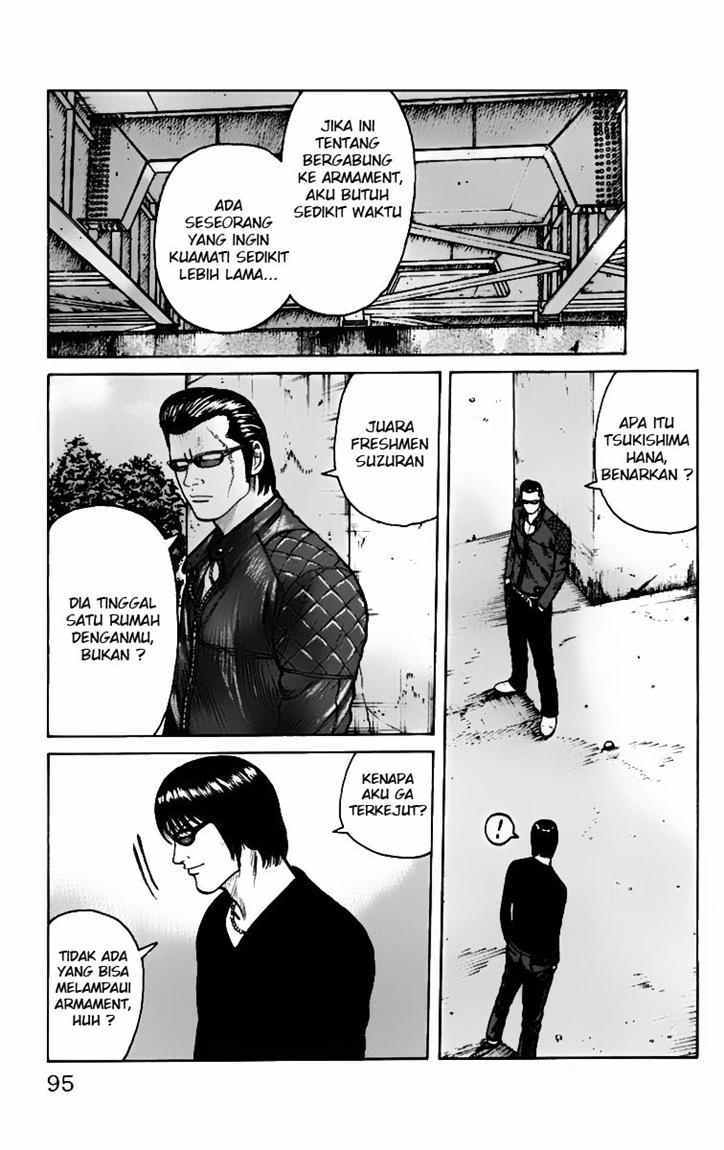 JIKA INI
TENTANG
BERGABUNG
KE ARMAMENT,
AKU BUTUH
SEDIKIT WAKTU
ADA
SESEORANG
YANG INGIN
KUAMATI SEDIKIT
LEBIH LAMA...
APA ITU
TSUKISHIMA
HANA,
BENARKAN ?
!
JUARA
FRESHMEN
SUZURAN
DIA TINGGAL
SATU RUMAH
DENGANMU,
BUKAN ?
KENAPA
AKU GA
TERKEJUT?
TIDAK ADA
YANG BISA
MELAMPAUI
ARMAMENT,
HUH ?
95